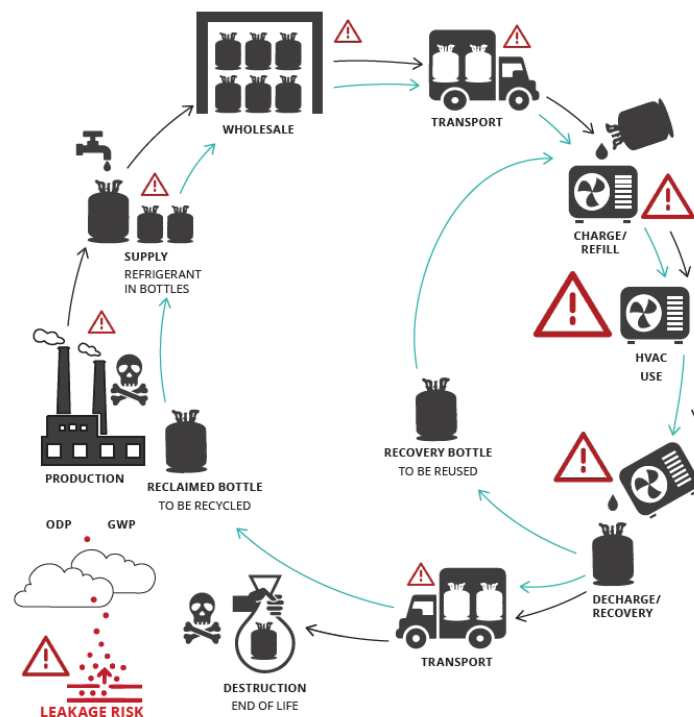 WHOLESALE
TRANSPORT
SUPPLY
REFRIGERANT
IN BOTTLES
CHARGE/
REFILL
HVAC
USE
PRODUCTION
RECLAIMED BOTTLE
TO BE RECYCLED
RECOVERY BOTTLE
TO BE REUSED
DECHARGE/
RECOVERY
TRANSPORT
DESTRUCTION
END OF LIFE
ODP GWP
LEAKAGE RISK